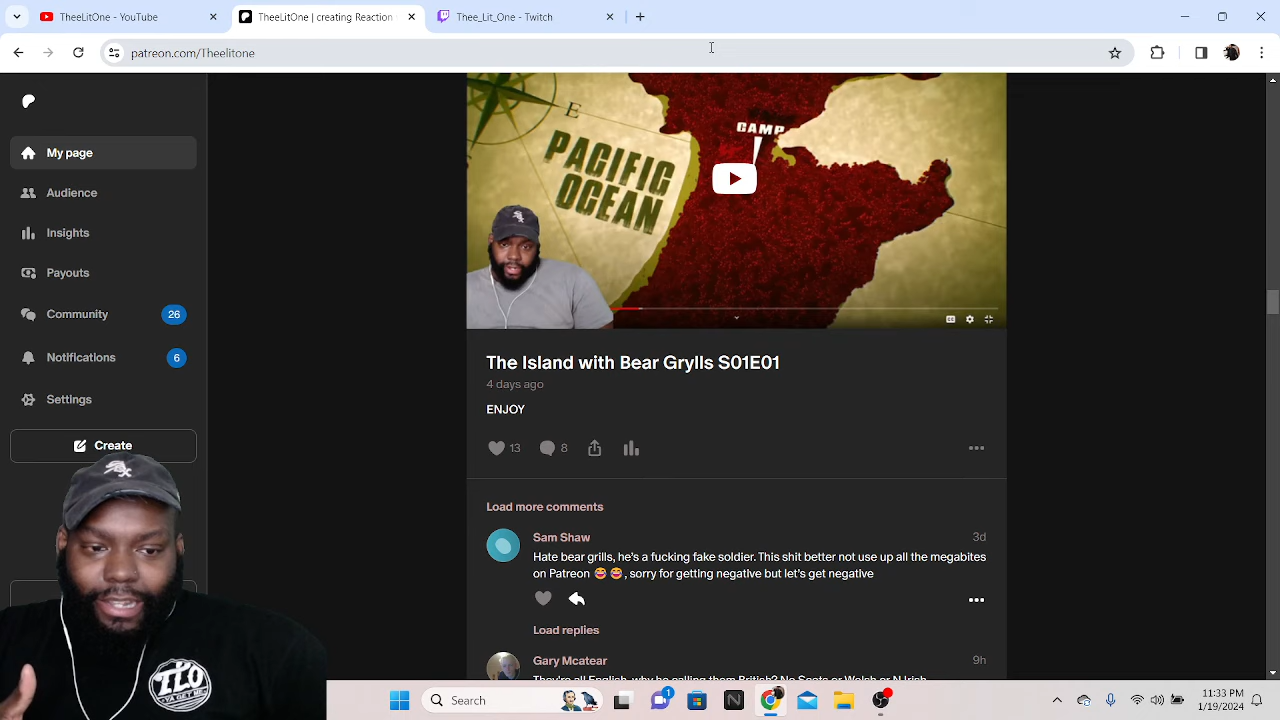 TheeLitOne - YouTube
TheeLitOne | creating Reaction
Thee_Lit_One - Twitch
patreon.com/Theelitone
My page
Audience
Insights
Payouts
Community 26
Notifications 6
Settings
Create
E
PACIFIC
OCEAN
CAMP
CC
The Island with Bear Grylls S01E01
4 days ago
ENJOY
13 8
Load more comments
Sam Shaw 3d
Hate bear grills, he's a fucking fake soldier. This shit better not use up all the megabites
on Patreon 😂😂, sorry for getting negative but let's get negative
Load replies
Gary Mcatear 9h
TLO
Search
1
11:33 PM
1/19/2024